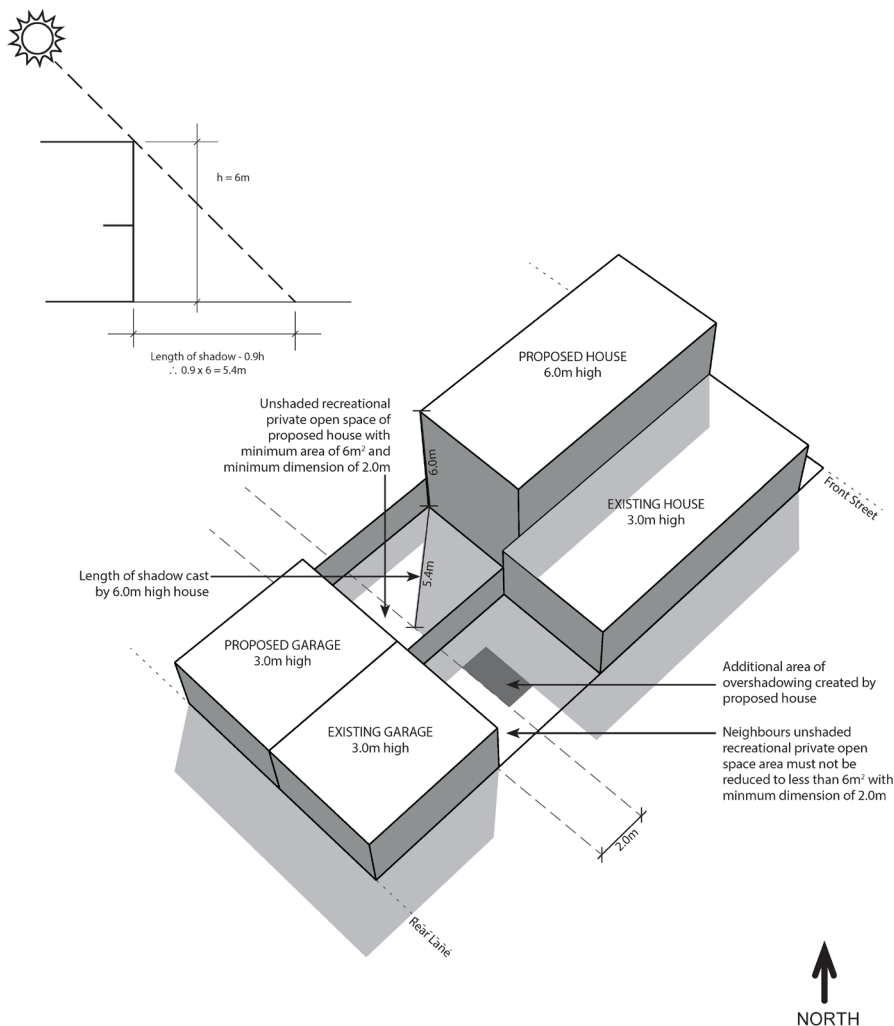 h = 6m
Length of shadow - 0.9h
∴ 0.9 x 6 = 5.4m
PROPOSED HOUSE
6.0m high
Unshaded recreational
private open space of
proposed house with
minimum area of 6m² and
minimum dimension of 2.0m
6.0m
EXISTING HOUSE
3.0m high
Front Street
Length of shadow cast
by 6.0m high house
5.4m
PROPOSED GARAGE
3.0m high
Additional area of
overshadowing created by
proposed house
EXISTING GARAGE
3.0m high
Neighbours unshaded
recreational private open
space area must not be
reduced to less than 6m² with
minmum dimension of 2.0m
2.0m
Rear Lane
NORTH